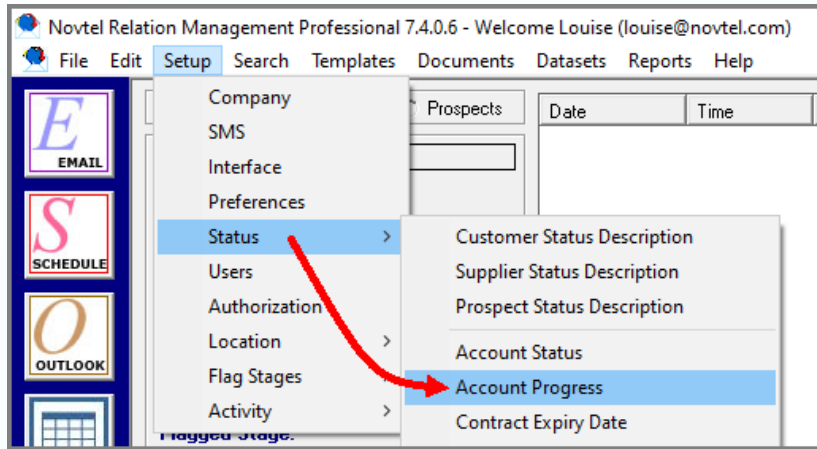 Novtel Relation Management Professional 7.4.0.6 - Welcome Louise (louise@novtel.com)
File Edit Setup Search Templates Documents Datasets Reports Help
E
EMAIL
S
SCHEDULE
O
OUTLOOK
Company
SMS
Interface
Preferences
Status >
Users
Authorization
Location >
Flag Stages
Activity >
Flagged Stage:
Prospects
Date Time
Customer Status Description
Supplier Status Description
Prospect Status Description
Account Status
Account Progress
Contract Expiry Date